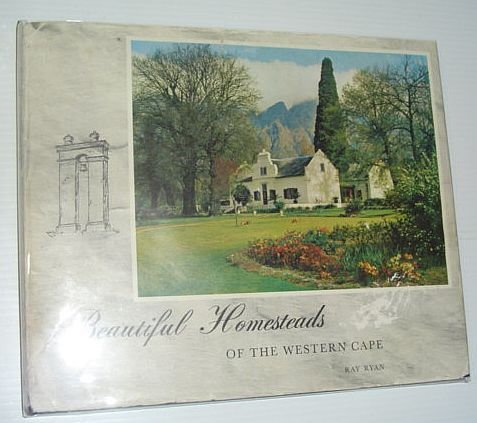 Beautiful Homesteads
OF THE WESTERN CAPE
RAY RYAN